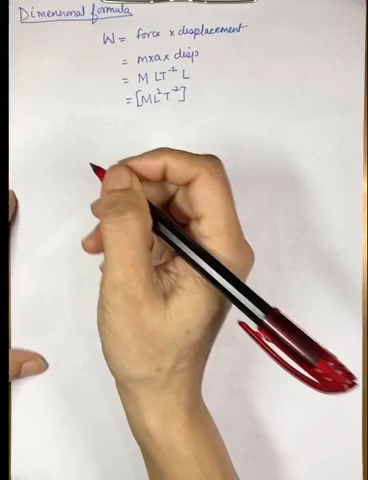 Dimensional formula
W = force × displacement
= m×a× disp
= M LT⁻² L
= [ML²T⁻²]